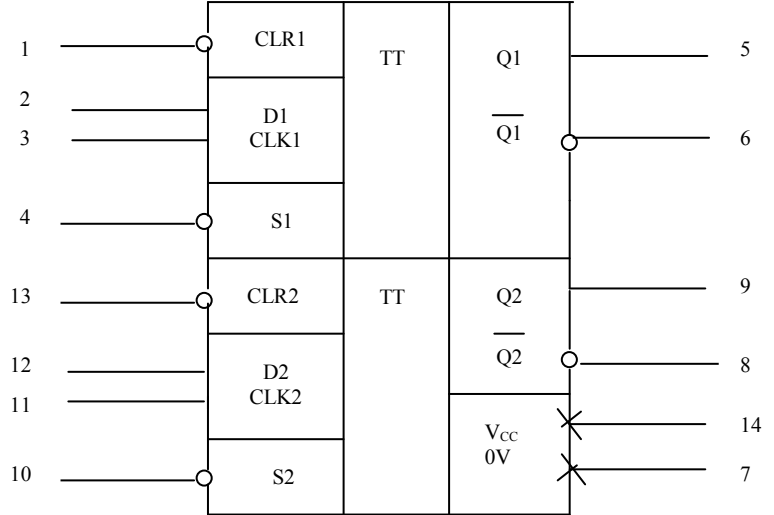 1 CLR1 TT Q1 5
2 D1 Q1 6
3 CLK1
4 S1
13 CLR2 TT Q2 9
12 D2 Q2 8
11 CLK2
VCC 14
10 S2 0V 7